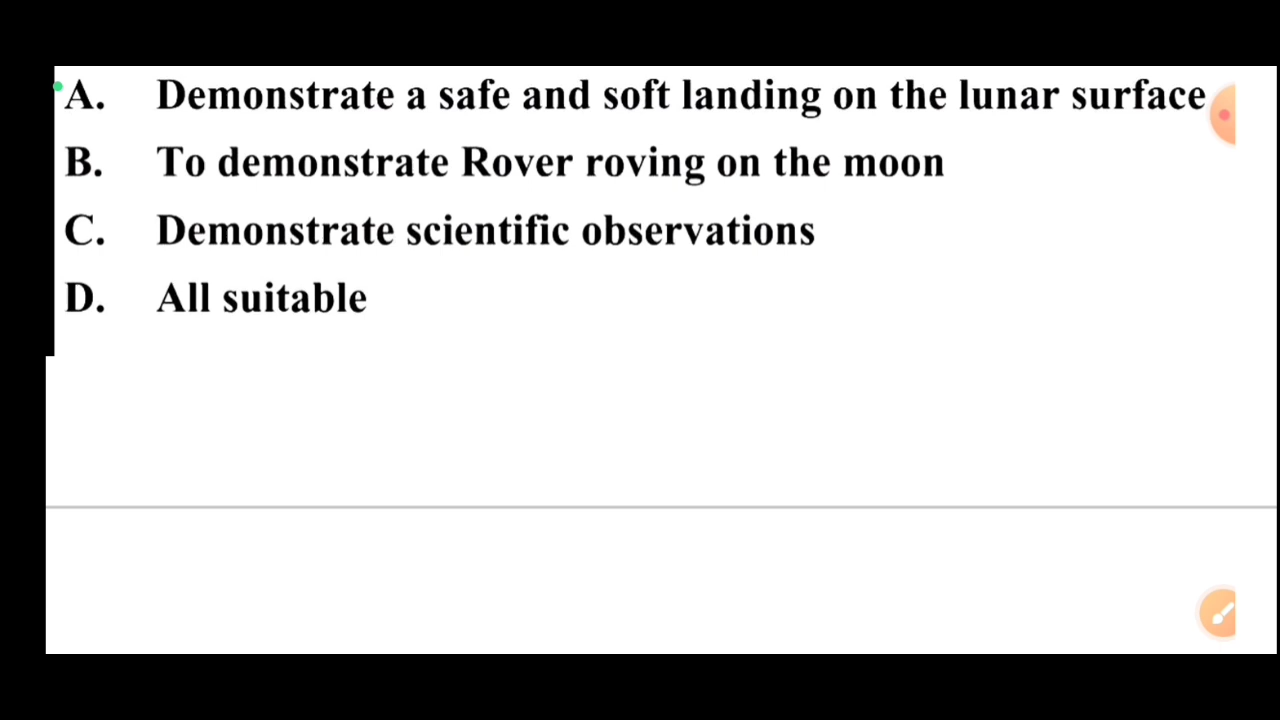 A. Demonstrate a safe and soft landing on the lunar surface
B. To demonstrate Rover roving on the moon
C. Demonstrate scientific observations
D. All suitable